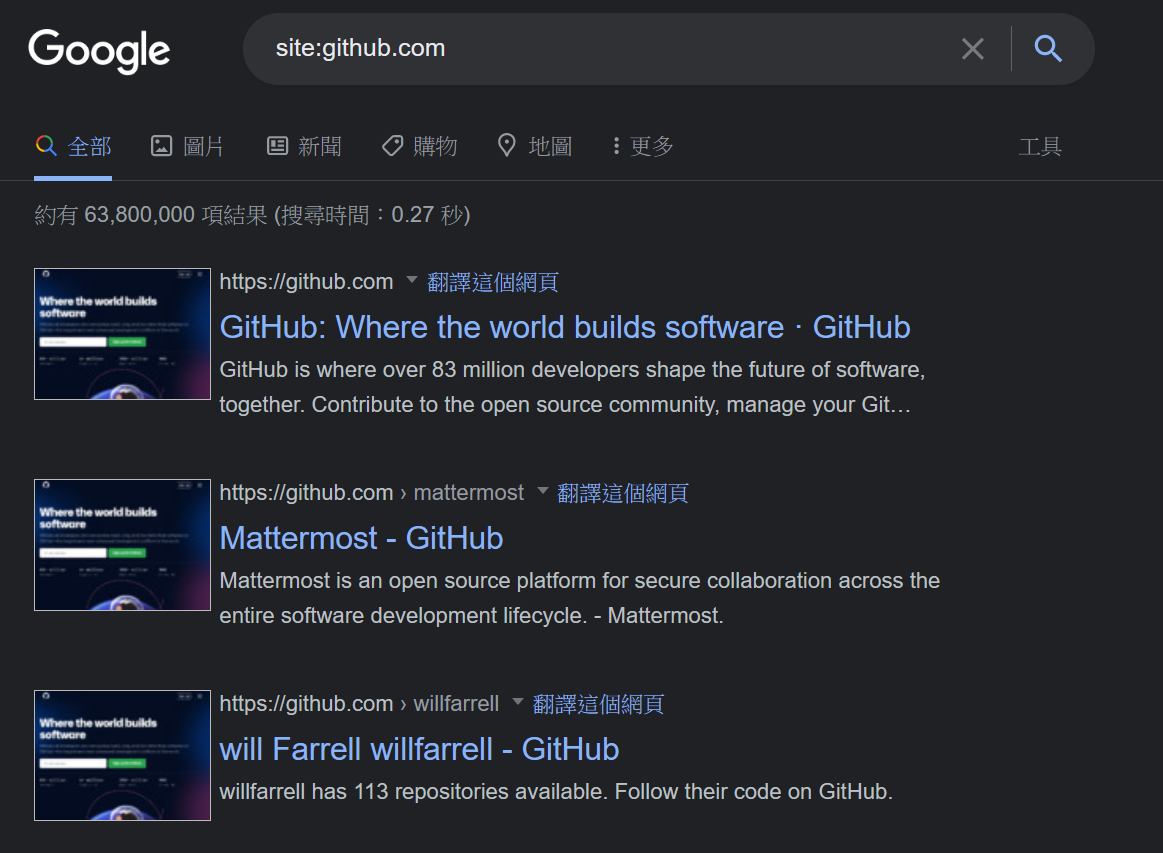 Google
site:github.com
全部 圖片 新聞 購物 地圖 更多 工具
約有 63,800,000 項結果 (搜尋時間：0.27 秒)
https://github.com 翻譯這個網頁
GitHub: Where the world builds software · GitHub
GitHub is where over 83 million developers shape the future of software,
together. Contribute to the open source community, manage your Git…
Where the world builds
software
https://github.com › mattermost 翻譯這個網頁
Mattermost - GitHub
Mattermost is an open source platform for secure collaboration across the
entire software development lifecycle. - Mattermost.
Where the world builds
software
https://github.com › willfarrell 翻譯這個網頁
will Farrell willfarrell - GitHub
willfarrell has 113 repositories available. Follow their code on GitHub.
Where the world builds
software